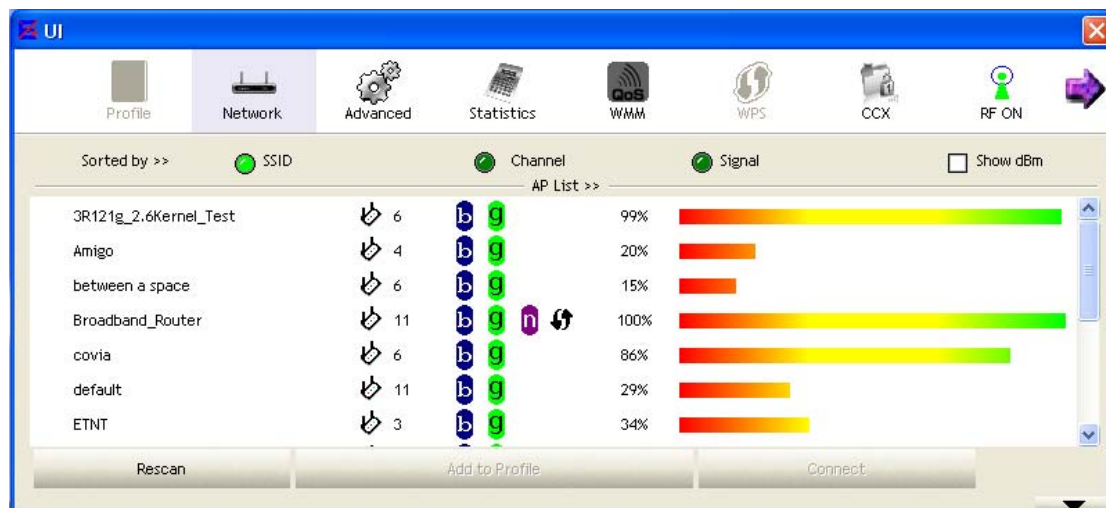 UI
Profile Network Advanced Statistics QoS WMM WPS CCX RF ON
Sorted by >> SSID Channel Signal Show dBm
AP List >>
3R121g_2.6Kernel_Test 6 b g 99%
Amigo 4 b g 20%
between a space 6 b g 15%
Broadband_Router 11 b g n 100%
covia 6 b g 86%
default 11 b g 29%
ETNT 3 b g 34%
Rescan Add to Profile Connect